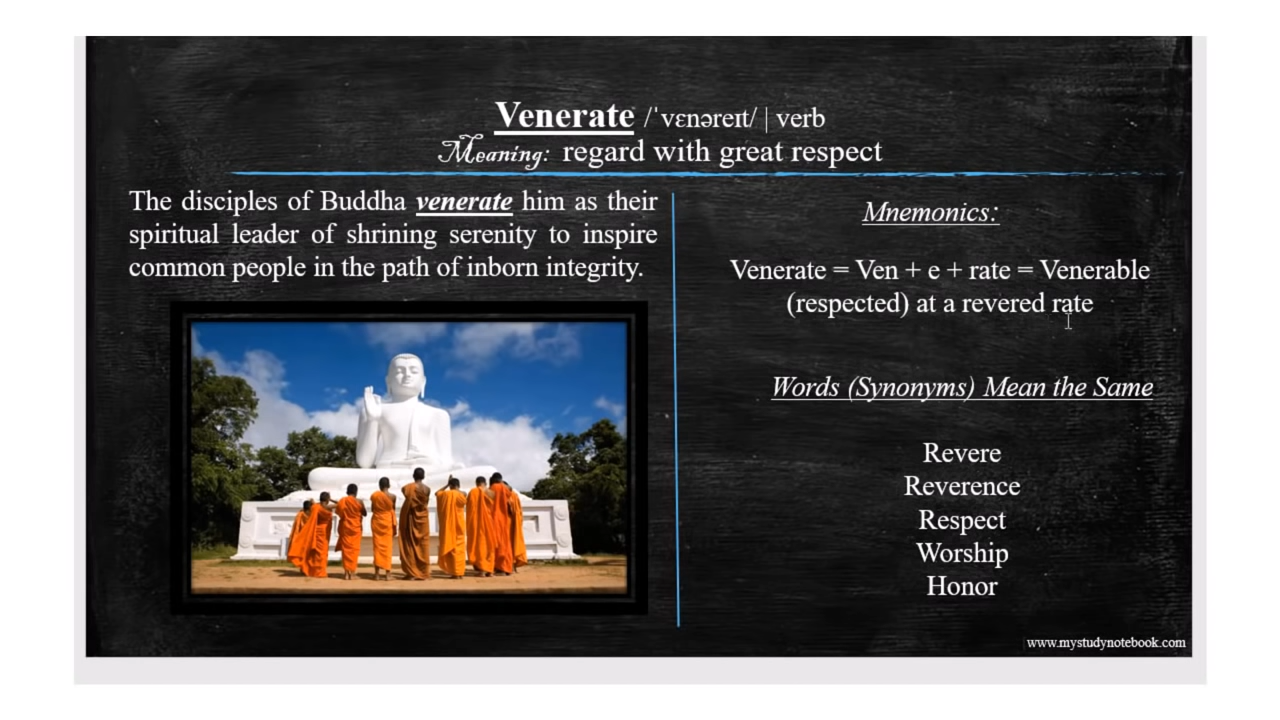 Venerate /ˈvɛnəreɪt/ | verb
Meaning: regard with great respect
The disciples of Buddha venerate him as their
spiritual leader of shrining serenity to inspire
common people in the path of inborn integrity.
Mnemonics:
Venerate = Ven + e + rate = Venerable
(respected) at a revered rate
Words (Synonyms) Mean the Same
Revere
Reverence
Respect
Worship
Honor
www.mystudynotebook.com